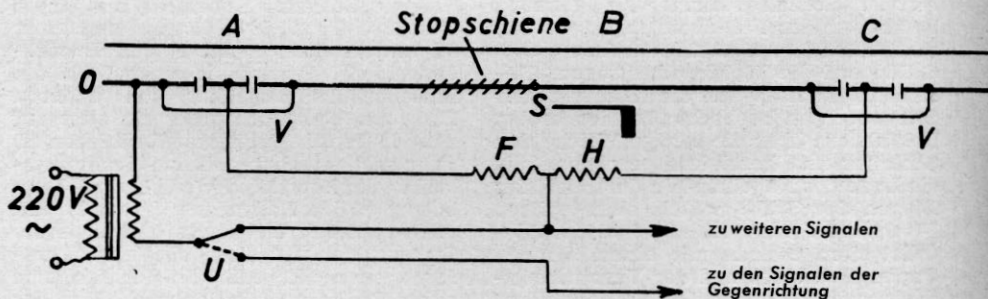 A Stopschiene B C
0
S
V V
F H
220V
~
U
zu weiteren Signalen
zu den Signalen der
Gegenrichtung